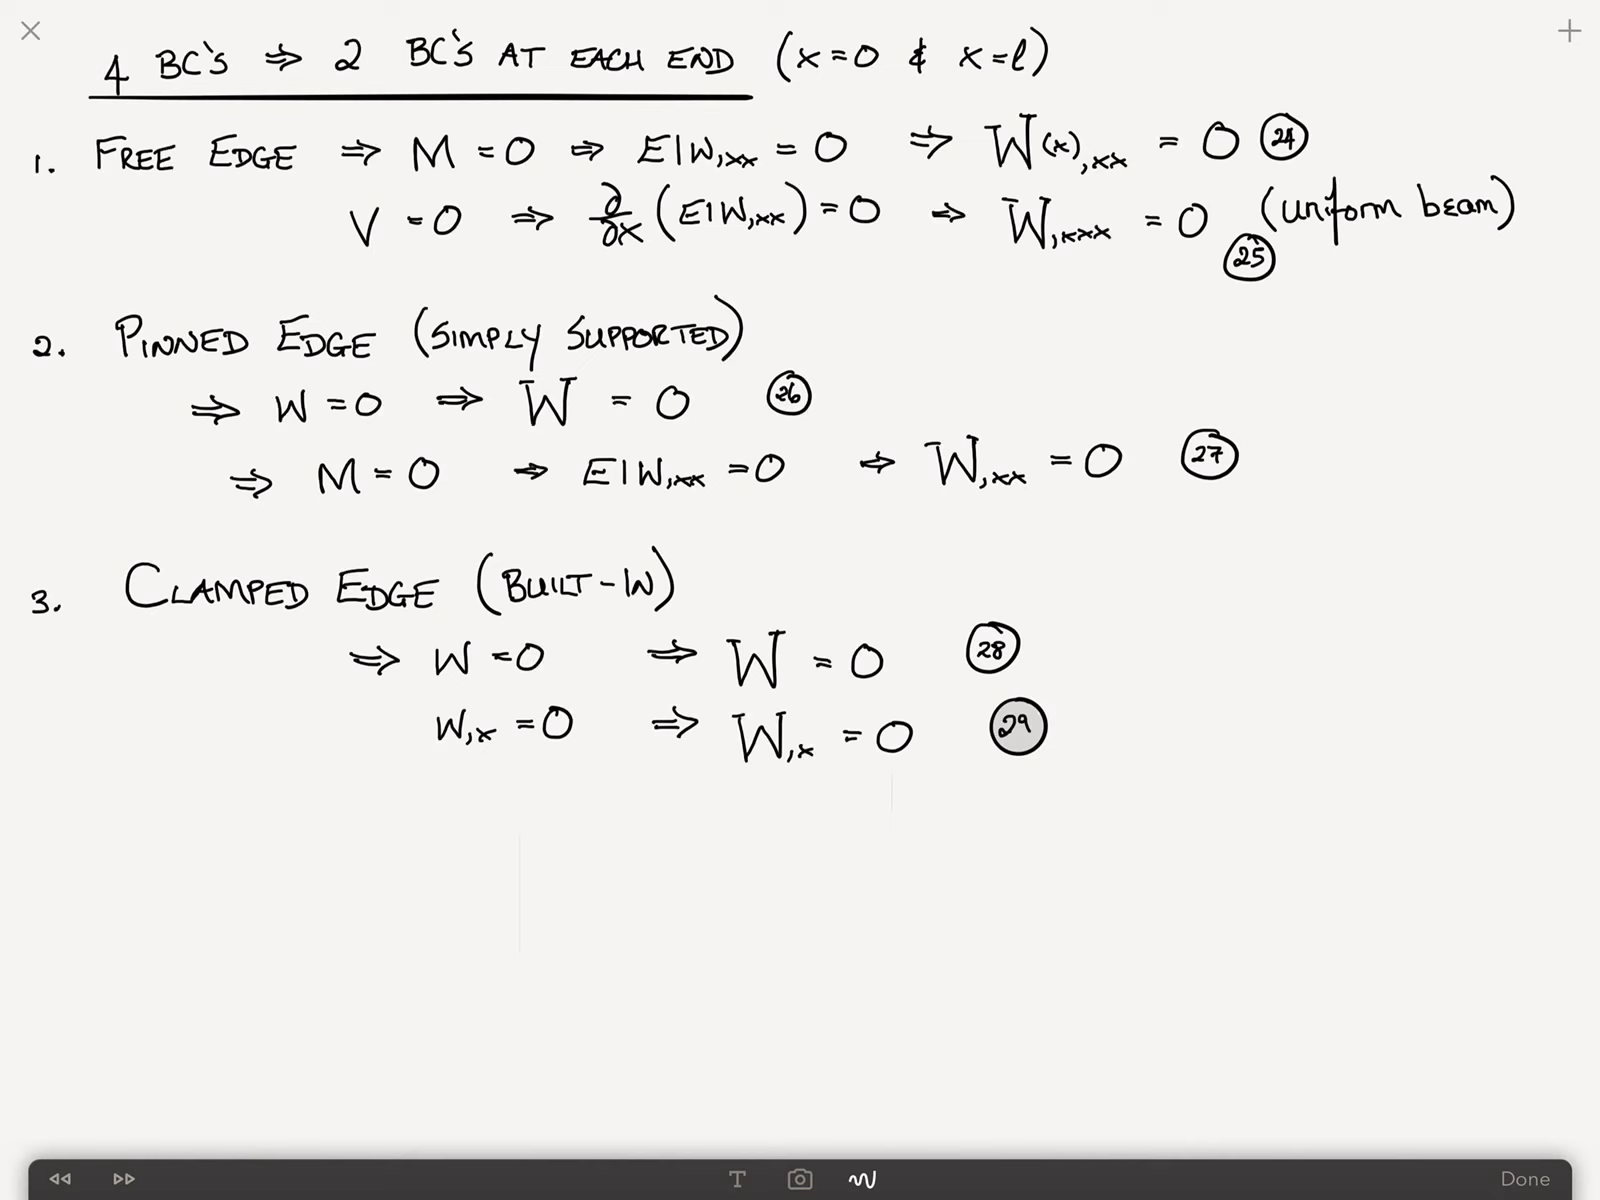 4 BC's ⇒ 2 BC's AT EACH END (x=0 & x=l)
1. FREE EDGE ⇒ M = 0 ⇒ EIW,xx = 0 ⇒ W(x),xx = 0 24
V = 0 ⇒ ∂/∂x (EIW,xx) = 0 ⇒ W,xxx = 0 (uniform beam)
25
2. PINNED EDGE (SIMPLY SUPPORTED)
⇒ W = 0 ⇒ W = 0 26
⇒ M = 0 ⇒ EIW,xx = 0 ⇒ W,xx = 0 27
3. CLAMPED EDGE (BUILT-IN)
⇒ W = 0 ⇒ W = 0 28
W,x = 0 ⇒ W,x = 0 29
T Done